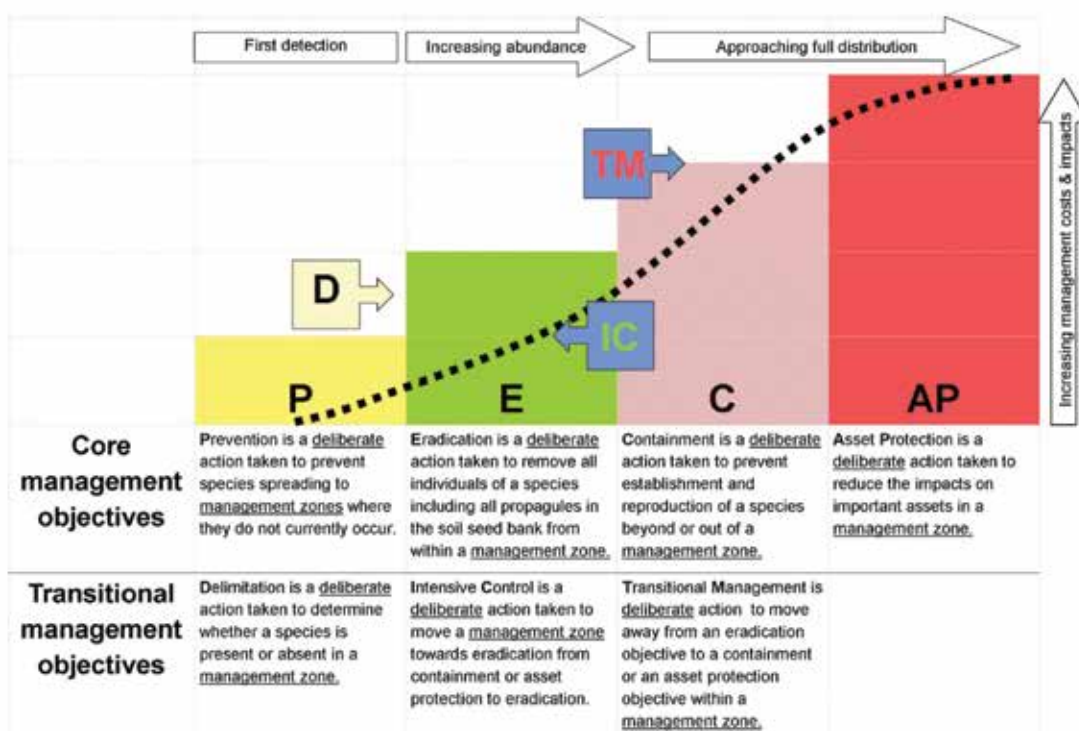 First detection
Increasing abundance
Approaching full distribution
Increasing management costs & impacts
TM
D
IC
P
E
C
AP
Core
management
objectives
Prevention is a deliberate
action taken to prevent
species spreading to
management zones where
they do not currently occur.
Eradication is a deliberate
action taken to remove all
individuals of a species
including all propagules in
the soil seed bank from
within a management zone.
Containment is a deliberate
action taken to prevent
establishment and
reproduction of a species
beyond or out of a
management zone.
Asset Protection is a
deliberate action taken to
reduce the impacts on
important assets in a
management zone.
Transitional
management
objectives
Delimitation is a deliberate
action taken to determine
whether a species is
present or absent in a
management zone.
Intensive Control is a
deliberate action taken to
move a management zone
towards eradication from
containment or asset
protection to eradication.
Transitional Management is
deliberate action to move
away from an eradication
objective to a containment
or an asset protection
objective within a
management zone.